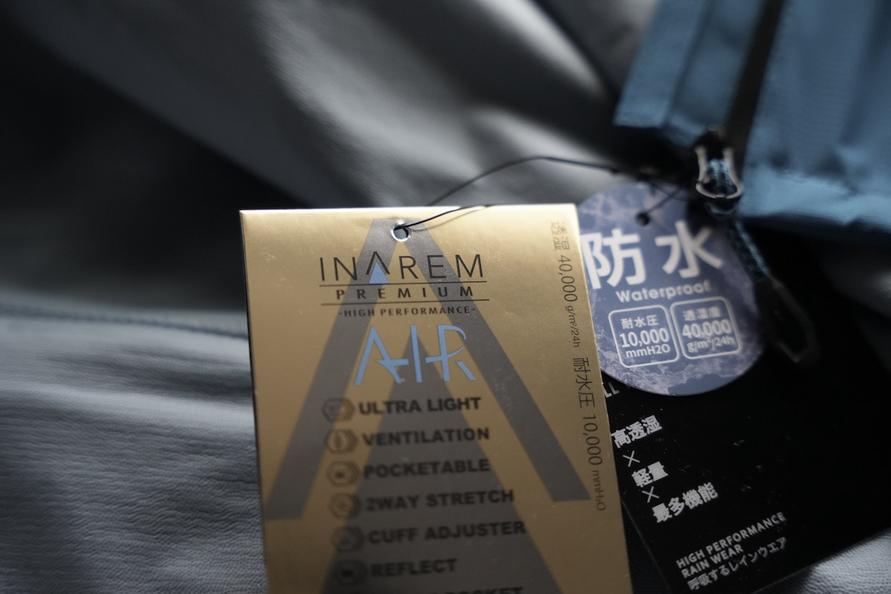 INAREM
PREMIUM
-HIGH PERFORMANCE-
AIR
ULTRA LIGHT
VENTILATION
POCKETABLE
2WAY STRETCH
CUFF ADJUSTER
REFLECT
透湿 40,000 g/m²/24h 耐水圧 10,000 mmH₂O
防水
Waterproof
耐水圧
10,000
mmH2O
透湿度
40,000
g/m²/24h
高透湿
×
軽量
×
最多機能
HIGH PERFORMANCE
RAIN WEAR
呼吸するレインウエア